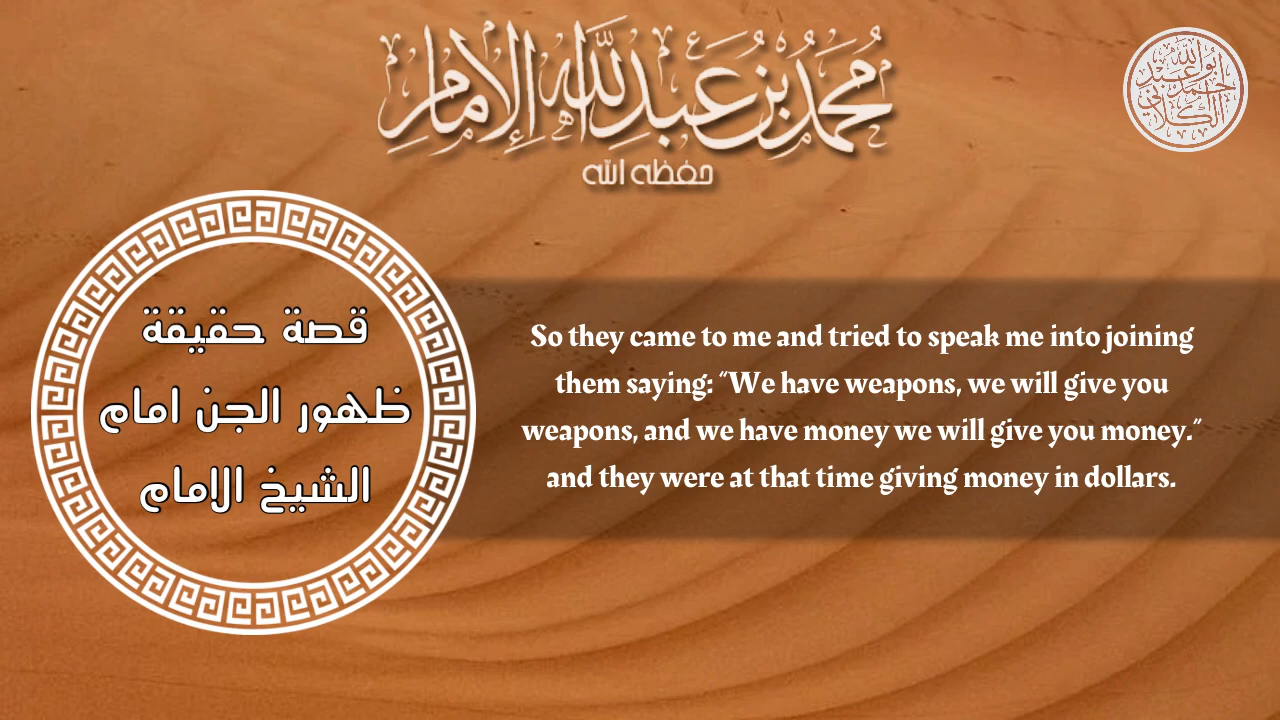 محمد بن عبد الله الإمام
حفظه الله
قصة حقيقة
ظهور الجن امام
الشيخ الامام
So they came to me and tried to speak me into joining
them saying: “We have weapons, we will give you
weapons, and we have money we will give you money.”
and they were at that time giving money in dollars.